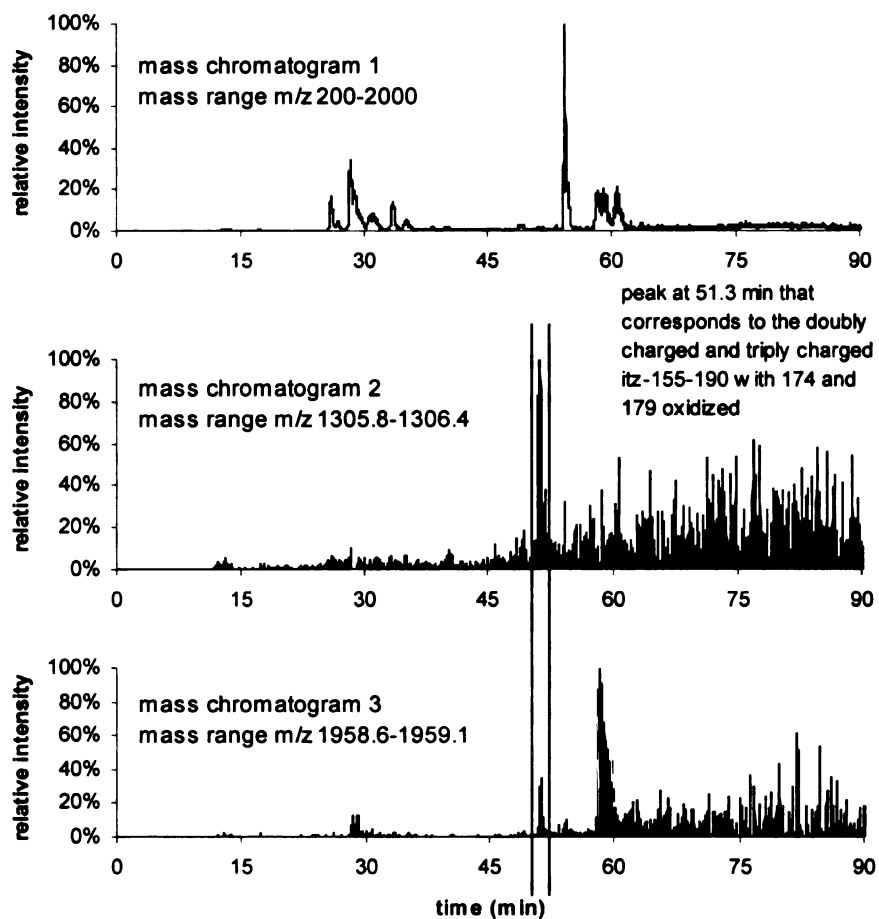 relative intensity
100%
80%
60%
40%
20%
0%
mass chromatogram 1
mass range m/z 200-2000
0 15 30 45 60 75 90
peak at 51.3 min that
corresponds to the doubly
charged and triply charged
itz-155-190 with 174 and
179 oxidized
relative intensity
100%
80%
60%
40%
20%
0%
mass chromatogram 2
mass range m/z 1305.8-1306.4
0 15 30 45 60 75 90
relative intensity
100%
80%
60%
40%
20%
0%
mass chromatogram 3
mass range m/z 1958.6-1959.1
0 15 30 45 60 75 90
time (min)